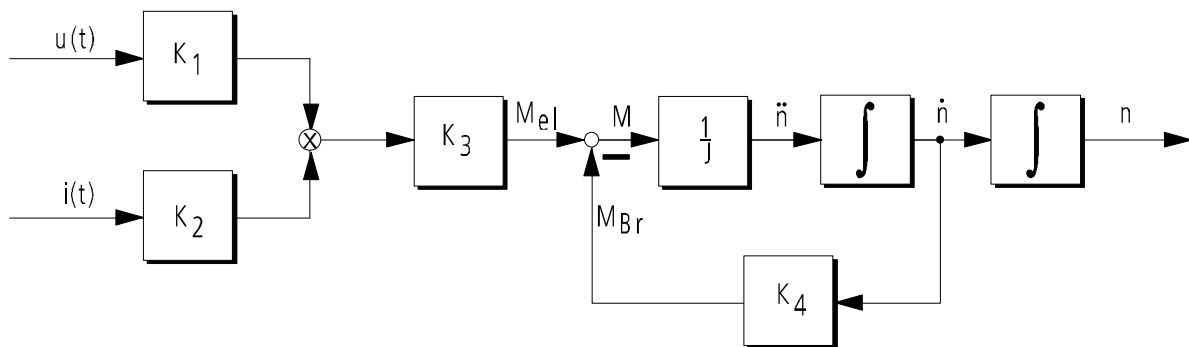 u(t)
K1
i(t)
K2
X
K3
Mel
M
MBr
1
J
n̈
∫
ṅ
∫
n
K4